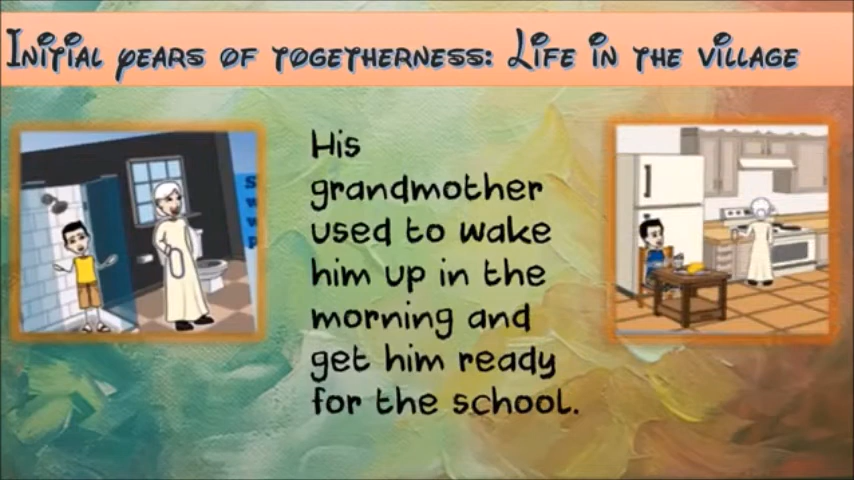 Initial years of togetherness: Life in the village
His
grandmother
used to wake
him up in the
morning and
get him ready
for the school.